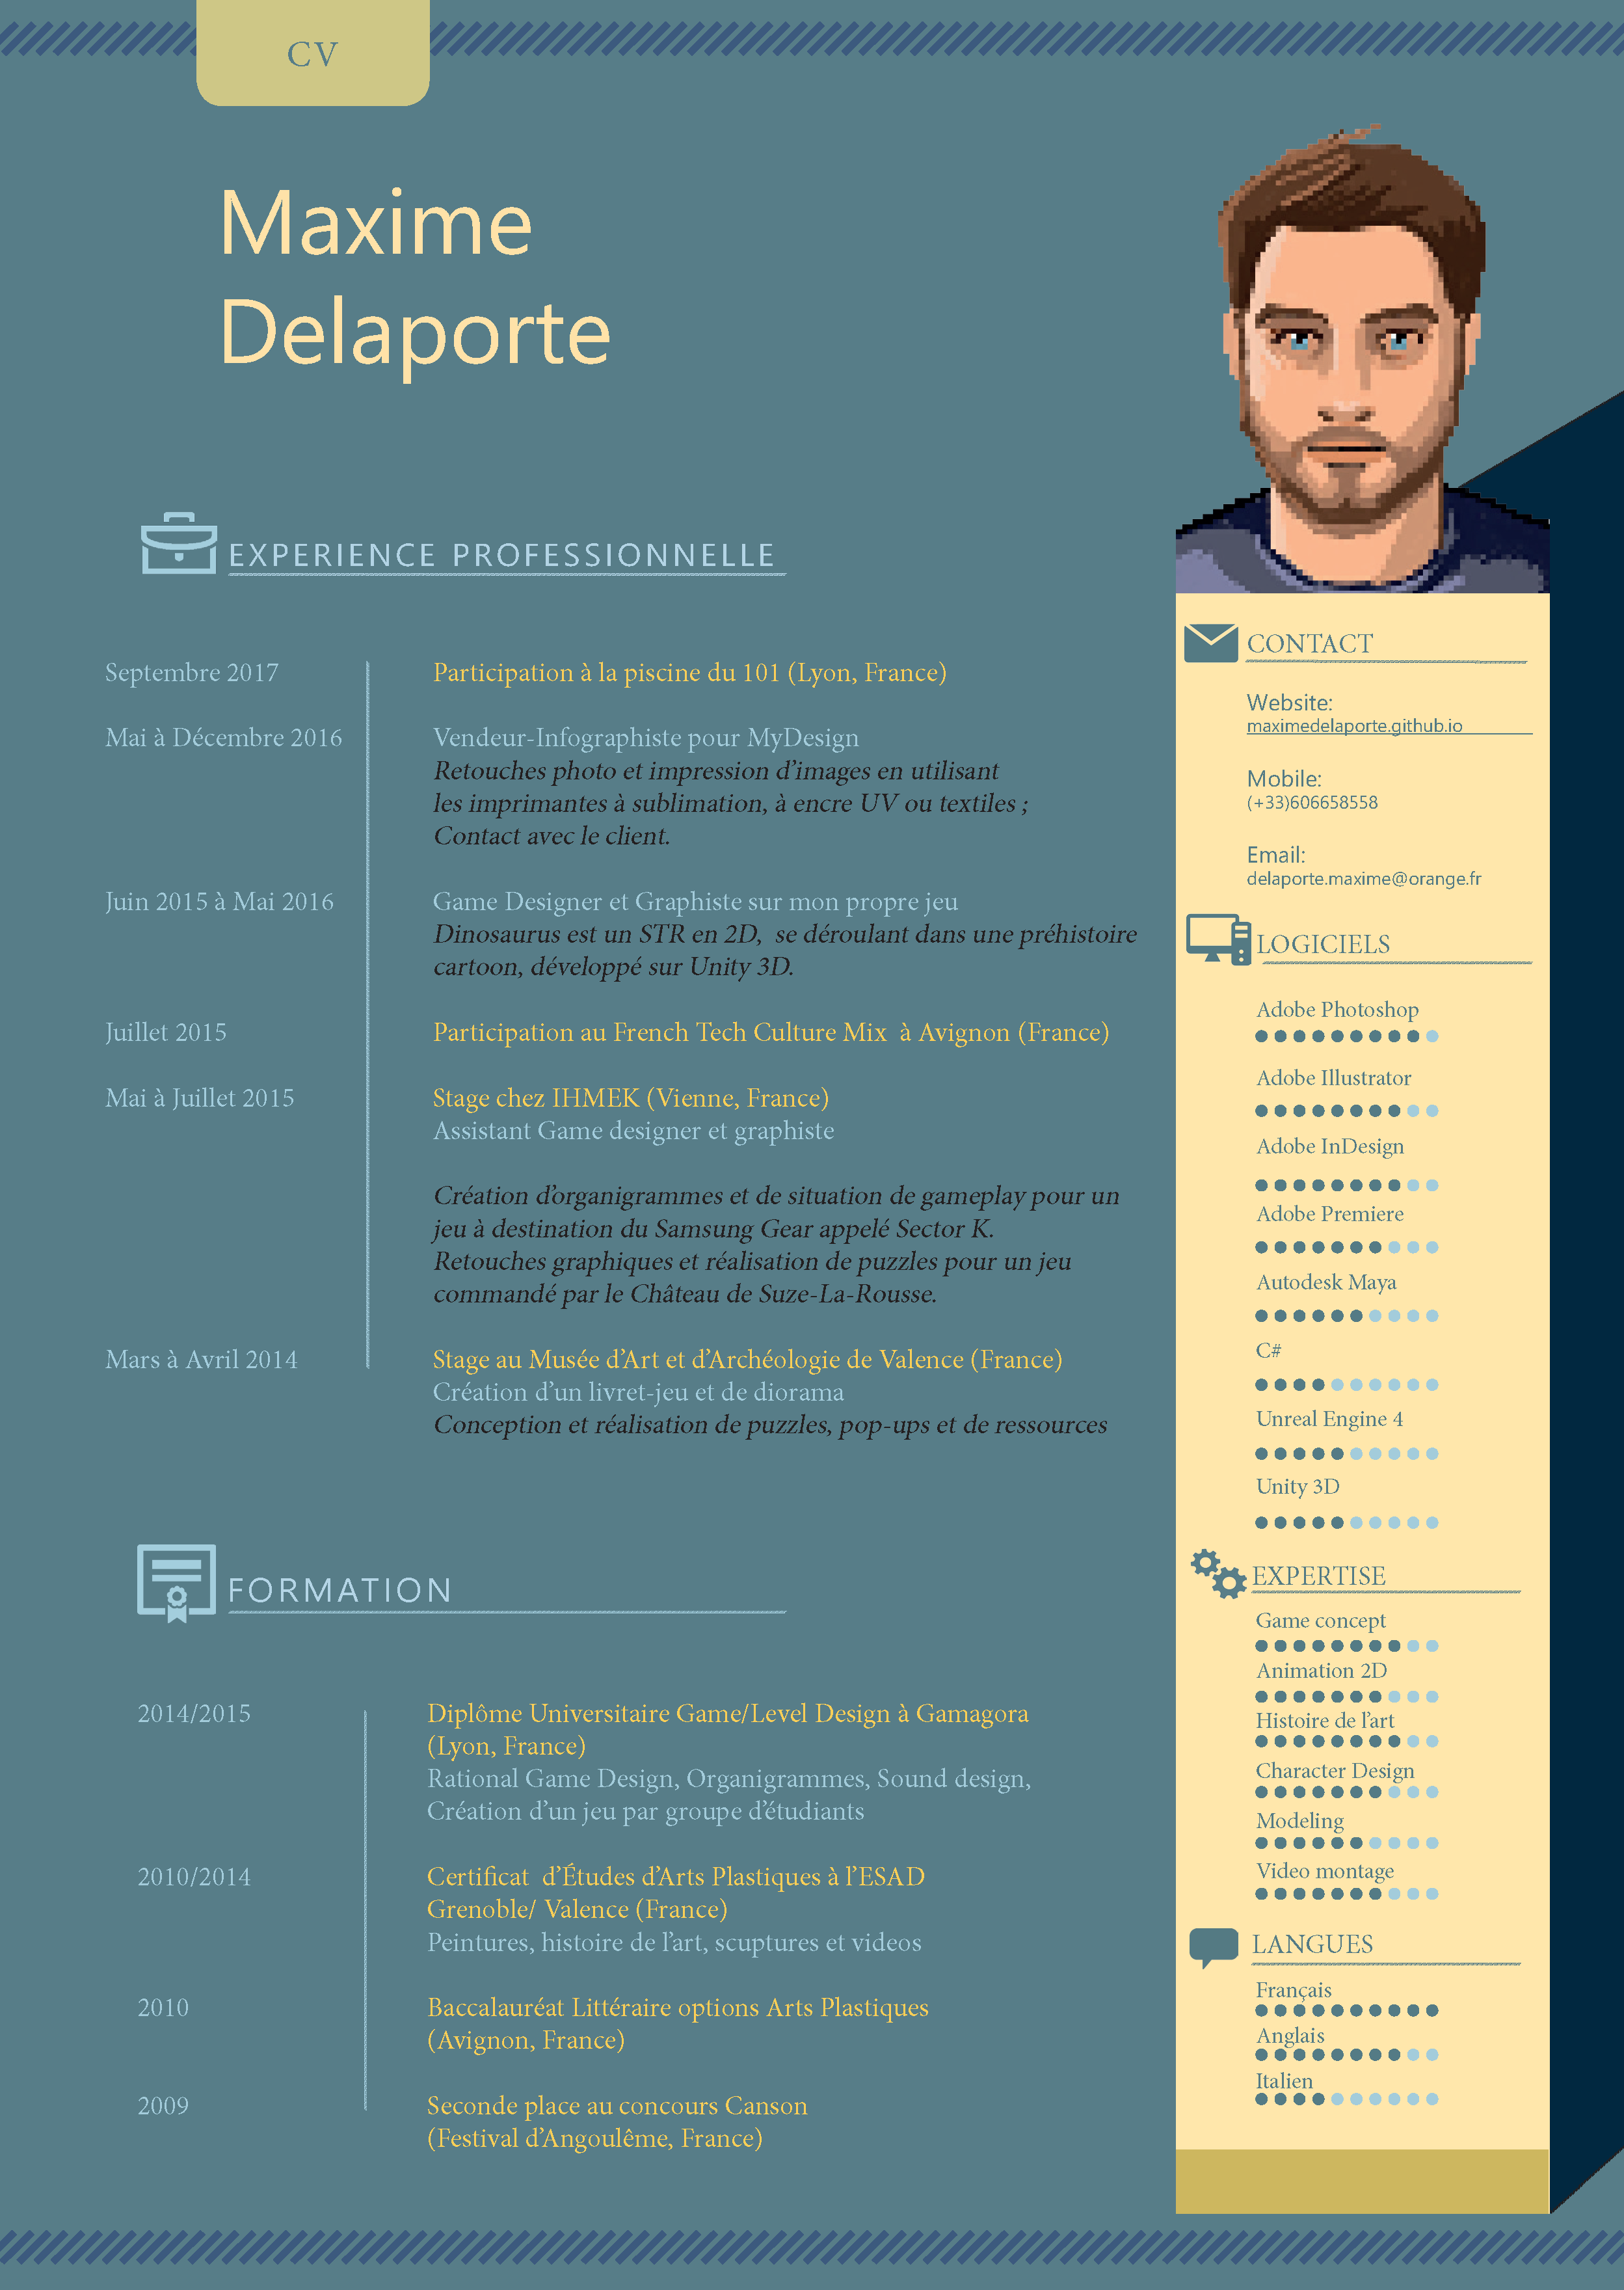 CV
Maxime
Delaporte
EXPERIENCE PROFESSIONNELLE
Septembre 2017
Participation à la piscine du 101 (Lyon, France)
Mai à Décembre 2016
Vendeur-Infographiste pour MyDesign
Retouches photo et impression d'images en utilisant
les imprimantes à sublimation, à encre UV ou textiles ;
Contact avec le client.
Juin 2015 à Mai 2016
Game Designer et Graphiste sur mon propre jeu
Dinosaurus est un STR en 2D, se déroulant dans une préhistoire
cartoon, développé sur Unity 3D.
Juillet 2015
Participation au French Tech Culture Mix à Avignon (France)
Mai à Juillet 2015
Stage chez IHMEK (Vienne, France)
Assistant Game designer et graphiste
Création d'organigrammes et de situation de gameplay pour un
jeu à destination du Samsung Gear appelé Sector K.
Retouches graphiques et réalisation de puzzles pour un jeu
commandé par le Château de Suze-La-Rousse.
Mars à Avril 2014
Stage au Musée d'Art et d'Archéologie de Valence (France)
Création d'un livret-jeu et de diorama
Conception et réalisation de puzzles, pop-ups et de ressources
FORMATION
2014/2015
Diplôme Universitaire Game/Level Design à Gamagora
(Lyon, France)
Rational Game Design, Organigrammes, Sound design,
Création d'un jeu par groupe d'étudiants
2010/2014
Certificat d'Études d'Arts Plastiques à l'ESAD
Grenoble/ Valence (France)
Peintures, histoire de l'art, scuptures et videos
2010
Baccalauréat Littéraire options Arts Plastiques
(Avignon, France)
2009
Seconde place au concours Canson
(Festival d'Angoulême, France)
CONTACT
Website:
maximedelaporte.github.io
Mobile:
(+33)606658558
Email:
delaporte.maxime@orange.fr
LOGICIELS
Adobe Photoshop
Adobe Illustrator
Adobe InDesign
Adobe Premiere
Autodesk Maya
C#
Unreal Engine 4
Unity 3D
EXPERTISE
Game concept
Animation 2D
Histoire de l'art
Character Design
Modeling
Video montage
LANGUES
Français
Anglais
Italien